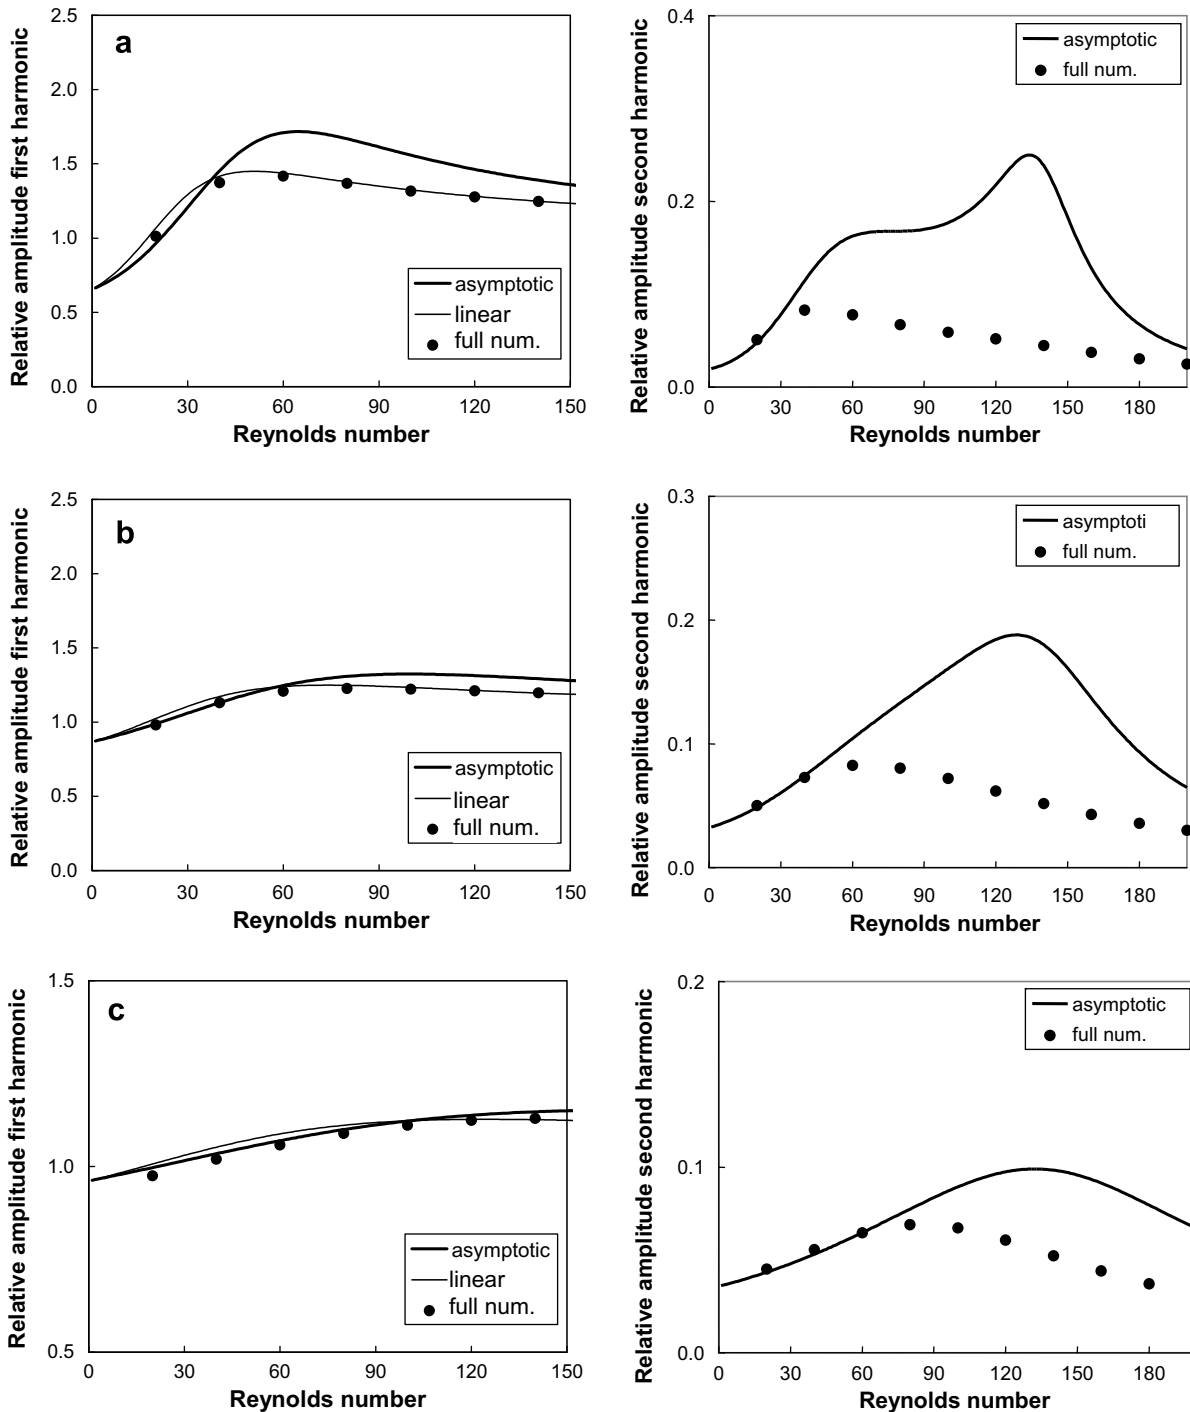 Relative amplitude first harmonic
2.5
2.0
1.5
1.0
0.5
0.0
a
asymptotic
linear
full num.
0 30 60 90 120 150
Reynolds number
Relative amplitude second harmonic
0.4
0.2
0.0
asymptotic
full num.
0 30 60 90 120 150 180
Reynolds number
Relative amplitude first harmonic
2.5
2.0
1.5
1.0
0.5
0.0
b
asymptotic
linear
full num.
0 30 60 90 120 150
Reynolds number
Relative amplitude second harmonic
0.3
0.2
0.1
0.0
asymptoti
full num.
0 30 60 90 120 150 180
Reynolds number
Relative amplitude first harmonic
1.5
1.0
0.5
c
asymptotic
linear
full num.
0 30 60 90 120 150
Reynolds number
Relative amplitude second harmonic
0.2
0.1
0.0
asymptotic
full num.
0 30 60 90 120 150 180
Reynolds number